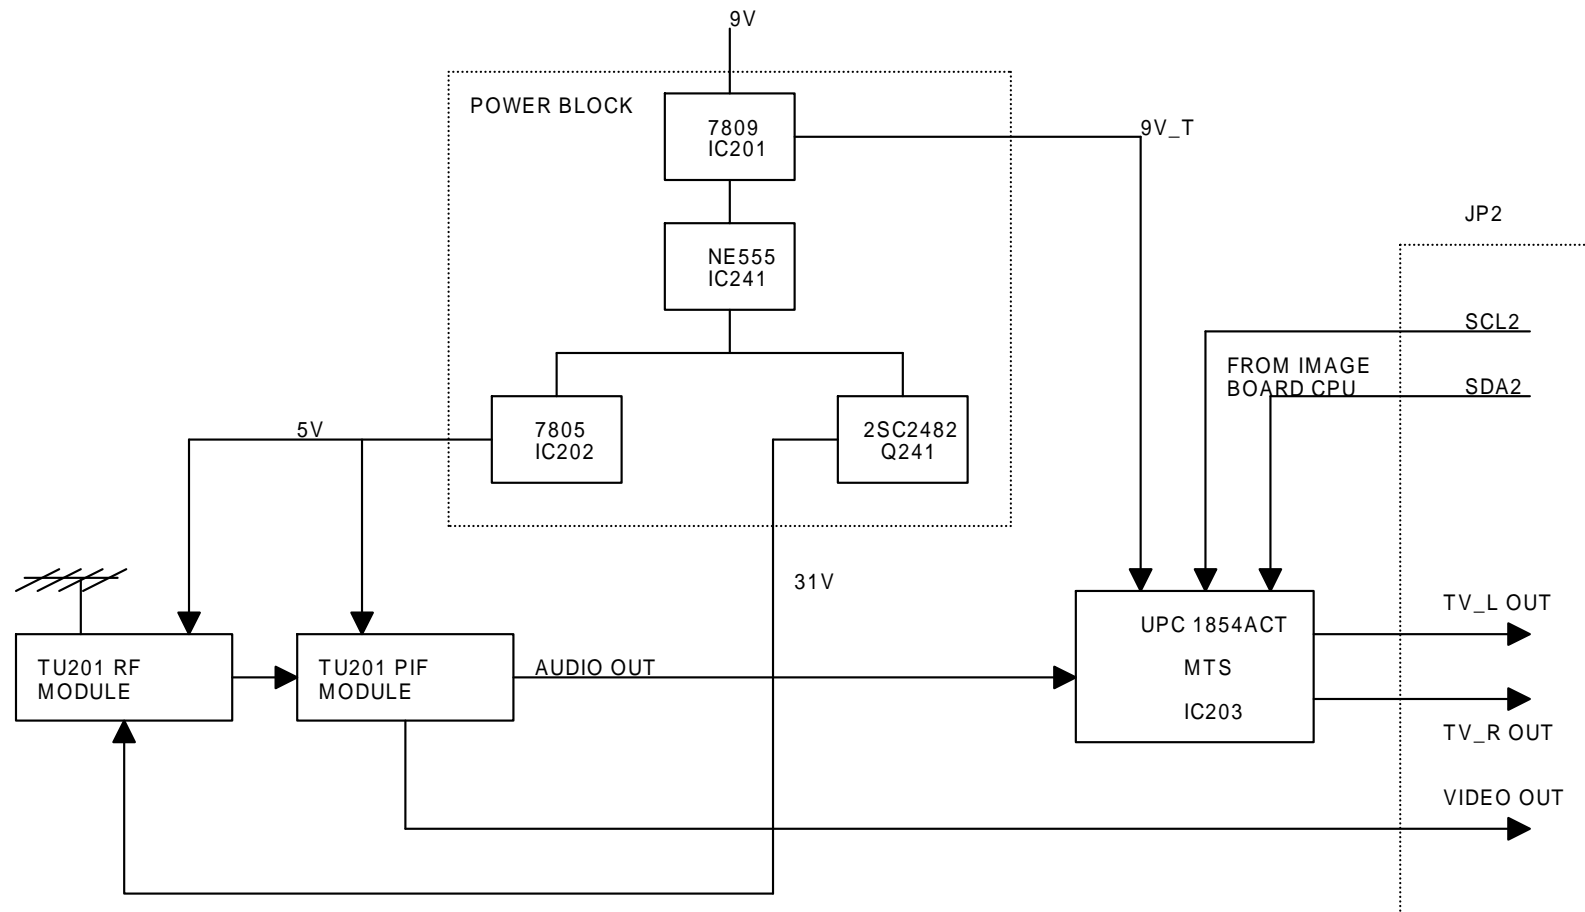 9V
POWER BLOCK
7809
IC201
9V_T
JP2
NE555
IC241
SCL2
FROM IMAGE
BOARD CPU
SDA2
5V
7805
IC202
2SC2482
Q241
31V
TV_L OUT
UPC 1854ACT
MTS
IC203
TU201 RF
MODULE
TU201 PIF
MODULE
AUDIO OUT
TV_R OUT
VIDEO OUT